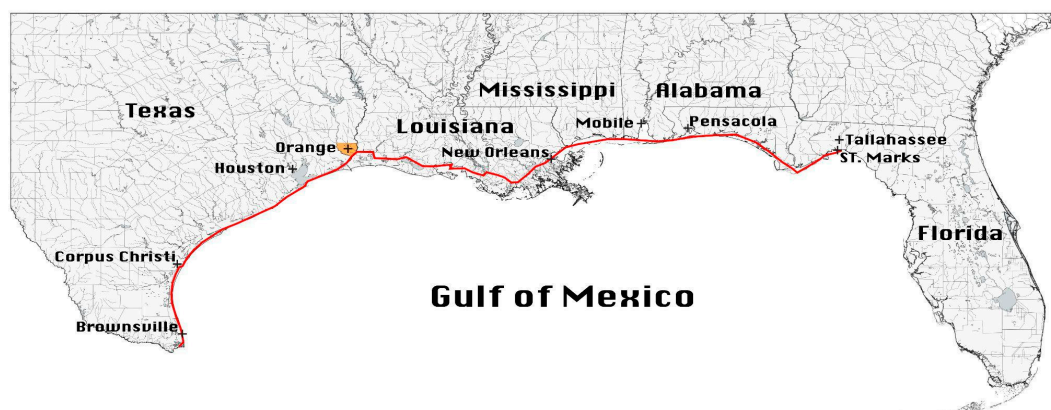 Mississippi
Alabama
Texas
Mobile
Pensacola
Louisiana
Orange
New Orleans
Tallahassee
ST. Marks
Houston
Florida
Corpus Christi
Gulf of Mexico
Brownsville